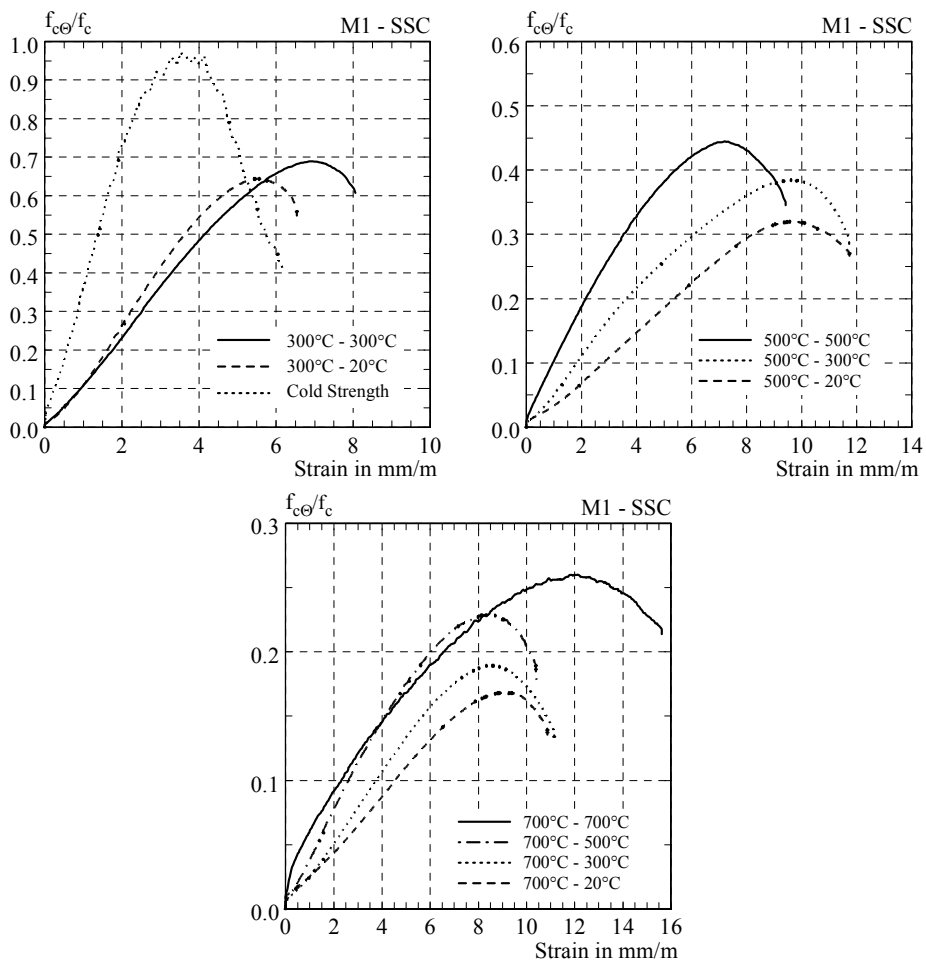 f_cΘ/f_c
M1 - SSC
1.0
0.9
0.8
0.7
0.6
0.5
0.4
0.3
0.2
0.1
0.0
300°C - 300°C
300°C - 20°C
Cold Strength
0 2 4 6 8 10
Strain in mm/m
f_cΘ/f_c
M1 - SSC
0.6
0.5
0.4
0.3
0.2
0.1
0.0
500°C - 500°C
500°C - 300°C
500°C - 20°C
0 2 4 6 8 10 12 14
Strain in mm/m
f_cΘ/f_c
M1 - SSC
0.3
0.2
0.1
0.0
700°C - 700°C
700°C - 500°C
700°C - 300°C
700°C - 20°C
0 2 4 6 8 10 12 14 16
Strain in mm/m